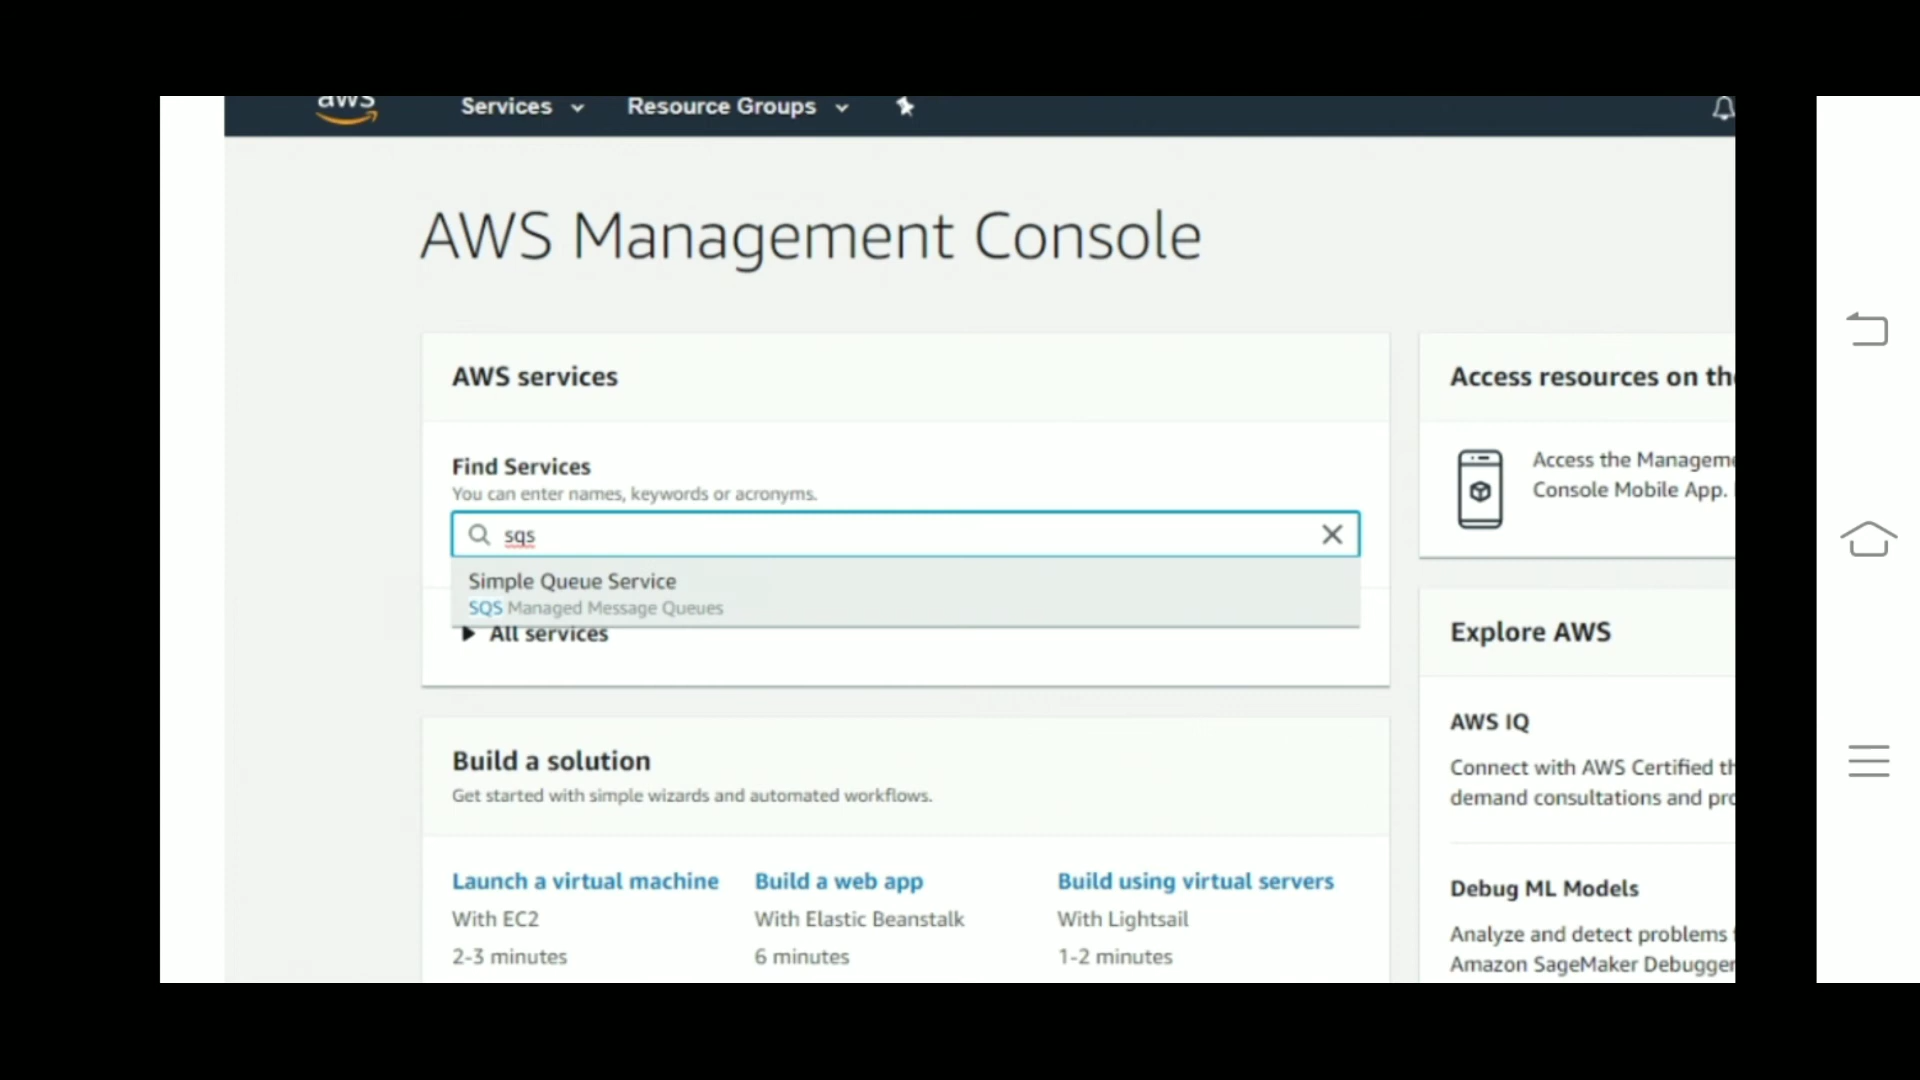 aws Services Resource Groups
AWS Management Console
AWS services
Find Services
You can enter names, keywords or acronyms.
sqs
Simple Queue Service
SQS Managed Message Queues
All services
Build a solution
Get started with simple wizards and automated workflows.
Launch a virtual machine
With EC2
2-3 minutes
Build a web app
With Elastic Beanstalk
6 minutes
Build using virtual servers
With Lightsail
1-2 minutes
Access resources on
Access the
Console Mobile App.
Explore AWS
AWS IQ
Connect with AWS Certified
demand consultations and
Debug ML Models
Analyze and detect problems
Amazon SageMaker Debugger